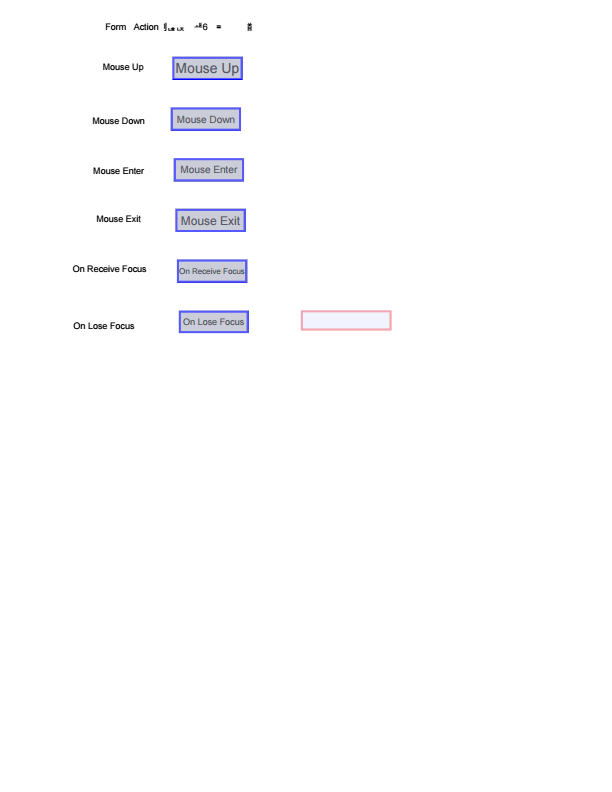 Form Action 6 =
Mouse Up Mouse Up
Mouse Down Mouse Down
Mouse Enter Mouse Enter
Mouse Exit Mouse Exit
On Receive Focus On Receive Focus
On Lose Focus On Lose Focus